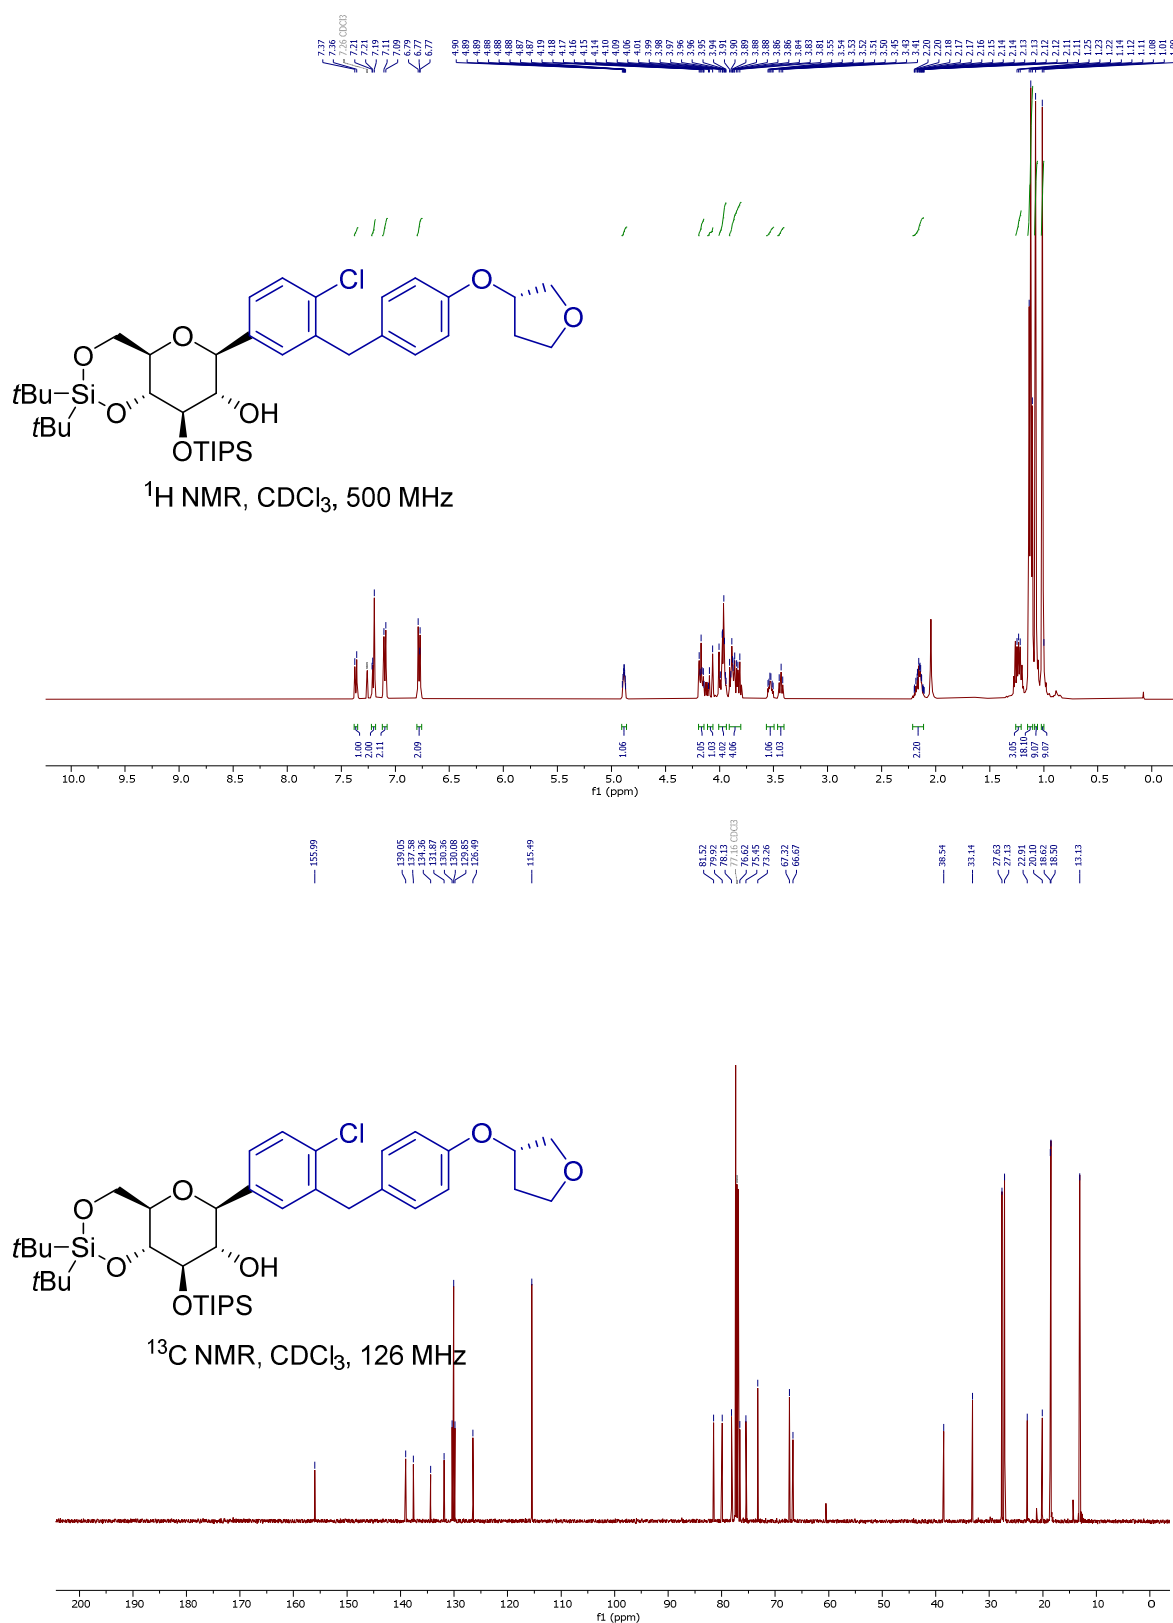 7.37 7.36 7.26 CDCl3 7.21 7.21 7.19 7.11 7.09 6.79 6.77 6.77 4.90 4.89 4.89 4.88 4.88 4.88 4.87 4.87 4.19 4.18 4.17 4.16 4.15 4.14 4.10 4.09 4.06 4.01 3.99 3.98 3.97 3.96 3.96 3.95 3.94 3.91 3.90 3.89 3.88 3.88 3.86 3.86 3.84 3.83 3.81 3.55 3.54 3.53 3.52 3.51 3.50 3.45 3.43 3.41 2.20 2.20 2.18 2.17 2.17 2.16 2.15 2.14 2.14 2.13 2.13 2.12 2.12 2.11 2.11 1.25 1.23 1.22 1.14 1.12 1.11 1.08 1.01
Cl
O
O
O
O
Si
tBu
tBu
O
OH
OTIPS
1H NMR, CDCl3, 500 MHz
1.00 2.00 2.11 2.09 1.06 2.05 1.03 4.02 4.06 1.06 1.03 2.20 3.05 18.10 9.07 9.07
10.0 9.5 9.0 8.5 8.0 7.5 7.0 6.5 6.0 5.5 5.0 4.5 4.0 3.5 3.0 2.5 2.0 1.5 1.0 0.5 0.0
f1 (ppm)
155.99 139.05 137.58 134.36 131.87 130.36 130.08 129.85 126.49 115.49 81.52 79.92 78.13 77.16 CDCl3 76.62 75.45 73.26 67.32 66.67 38.54 33.14 27.63 27.13 22.91 20.10 18.62 18.50 13.13
Cl
O
O
O
O
Si
tBu
tBu
O
OH
OTIPS
13C NMR, CDCl3, 126 MHz
200 190 180 170 160 150 140 130 120 110 100 90 80 70 60 50 40 30 20 10 0
f1 (ppm)